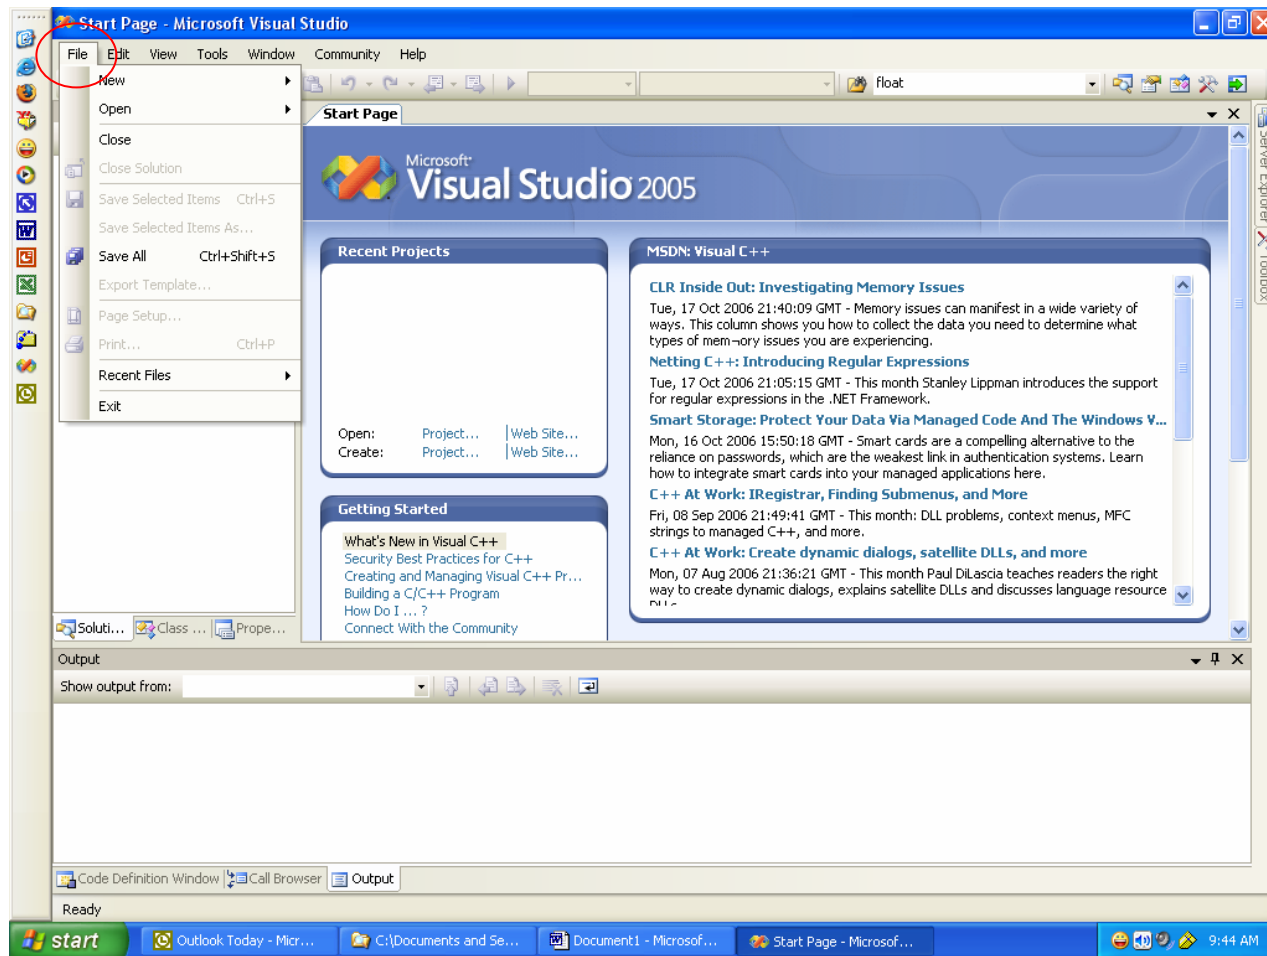 Start Page - Microsoft Visual Studio
File Edit View Tools Window Community Help
float
New
Open
Close
Close Solution
Save Selected Items Ctrl+S
Save Selected Items As...
Save All Ctrl+Shift+S
Export Template...
Page Setup...
Print... Ctrl+P
Recent Files
Exit
Start Page
Microsoft
Visual Studio 2005
Recent Projects
Open: Project... Web Site...
Create: Project... Web Site...
Getting Started
What's New in Visual C++
Security Best Practices for C++
Creating and Managing Visual C++ Pr...
Building a C/C++ Program
How Do I ... ?
Connect With the Community
MSDN: Visual C++
CLR Inside Out: Investigating Memory Issues
Tue, 17 Oct 2006 21:40:09 GMT - Memory issues can manifest in a wide variety of
ways. This column shows you how to collect the data you need to determine what
types of mem¬ory issues you are experiencing.
Netting C++: Introducing Regular Expressions
Tue, 17 Oct 2006 21:05:15 GMT - This month Stanley Lippman introduces the support
for regular expressions in the .NET Framework.
Smart Storage: Protect Your Data Via Managed Code And The Windows V...
Mon, 16 Oct 2006 15:50:18 GMT - Smart cards are a compelling alternative to the
reliance on passwords, which are the weakest link in authentication systems. Learn
how to integrate smart cards into your managed applications here.
C++ At Work: IRegistrar, Finding Submenus, and More
Fri, 08 Sep 2006 21:49:41 GMT - This month: DLL problems, context menus, MFC
strings to managed C++, and more.
C++ At Work: Create dynamic dialogs, satellite DLLs, and more
Mon, 07 Aug 2006 21:36:21 GMT - This month Paul DiLascia teaches readers the right
way to create dynamic dialogs, explains satellite DLLs and discusses language resource
Server Explorer
Toolbox
Soluti... Class ... Prope...
Output
Show output from:
Code Definition Window Call Browser Output
Ready
start Outlook Today - Micr... C:\Documents and Se... Document1 - Microsof... Start Page - Microsof... 9:44 AM